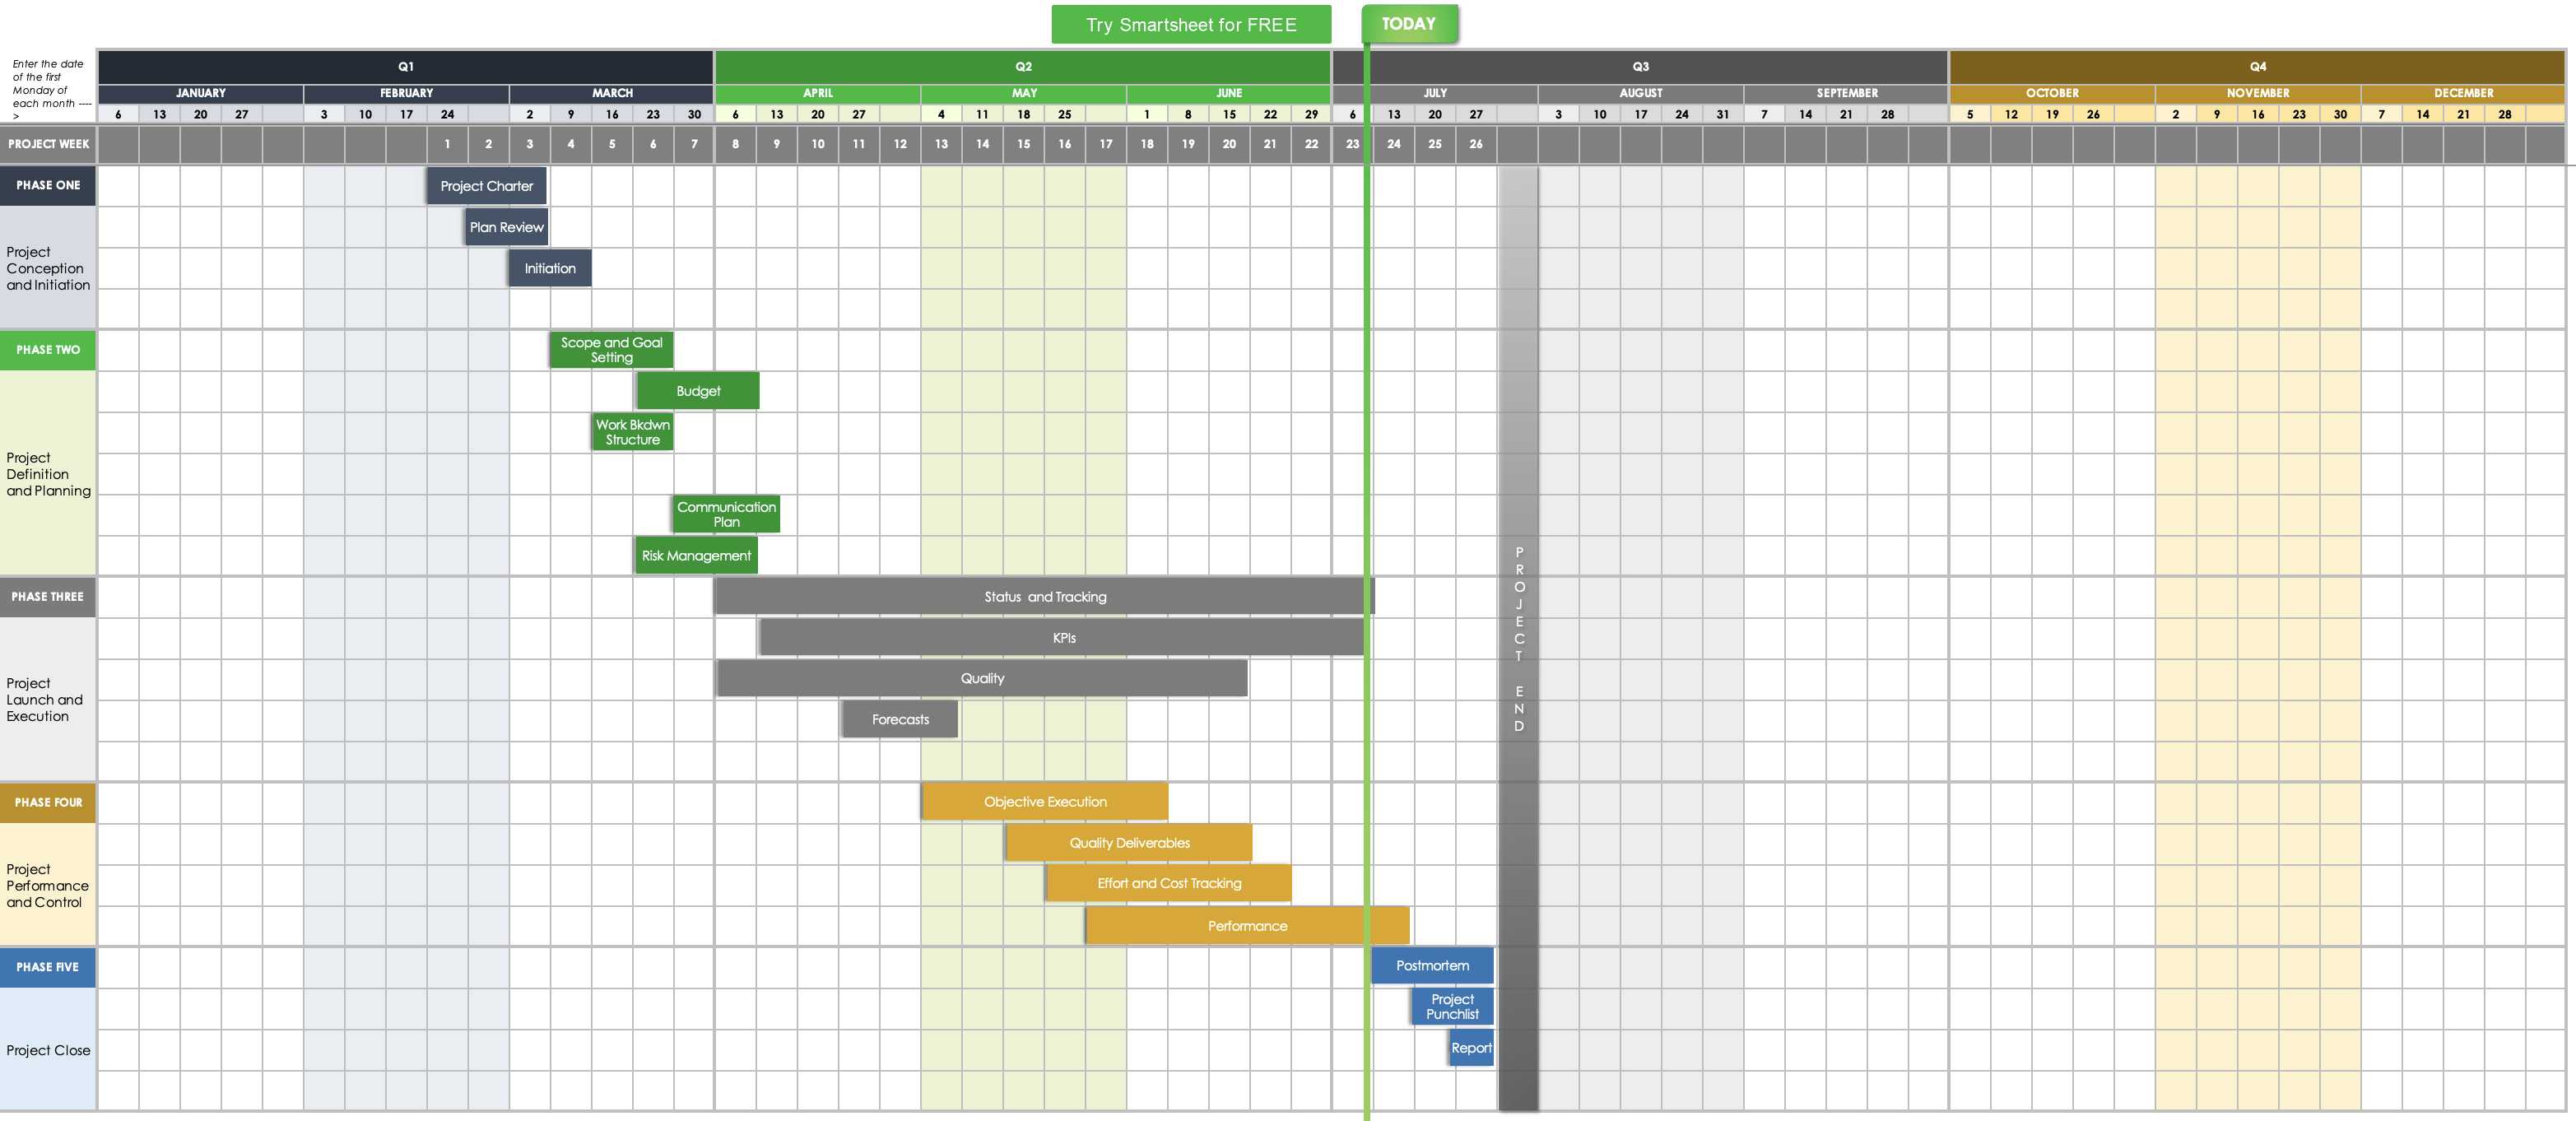 Try Smartsheet for FREE
TODAY
Enter the date
of the first
Monday of
each month ----
>
Q1 Q2 Q3 Q4
JANUARY FEBRUARY MARCH APRIL MAY JUNE JULY AUGUST SEPTEMBER OCTOBER NOVEMBER DECEMBER
6 13 20 27 3 10 17 24 2 9 16 23 30 6 13 20 27 4 11 18 25 1 8 15 22 29 6 13 20 27 3 10 17 24 31 7 14 21 28 5 12 19 26 2 9 16 23 30 7 14 21 28
PROJECT WEEK 1 2 3 4 5 6 7 8 9 10 11 12 13 14 15 16 17 18 19 20 21 22 23 24 25 26
PHASE ONE
Project Charter
Project
Conception
and Initiation
Plan Review
Initiation
PHASE TWO
Scope and Goal
Setting
Project
Definition
and Planning
Budget
Work Bkdwn
Structure
Communication
Plan
Risk Management
PHASE THREE
Status and Tracking
Project
Launch and
Execution
KPIs
Quality
Forecasts
PROJECT END
PHASE FOUR
Objective Execution
Project
Performance
and Control
Quality Deliverables
Effort and Cost Tracking
Performance
PHASE FIVE
Postmortem
Project Close
Project
Punchlist
Report